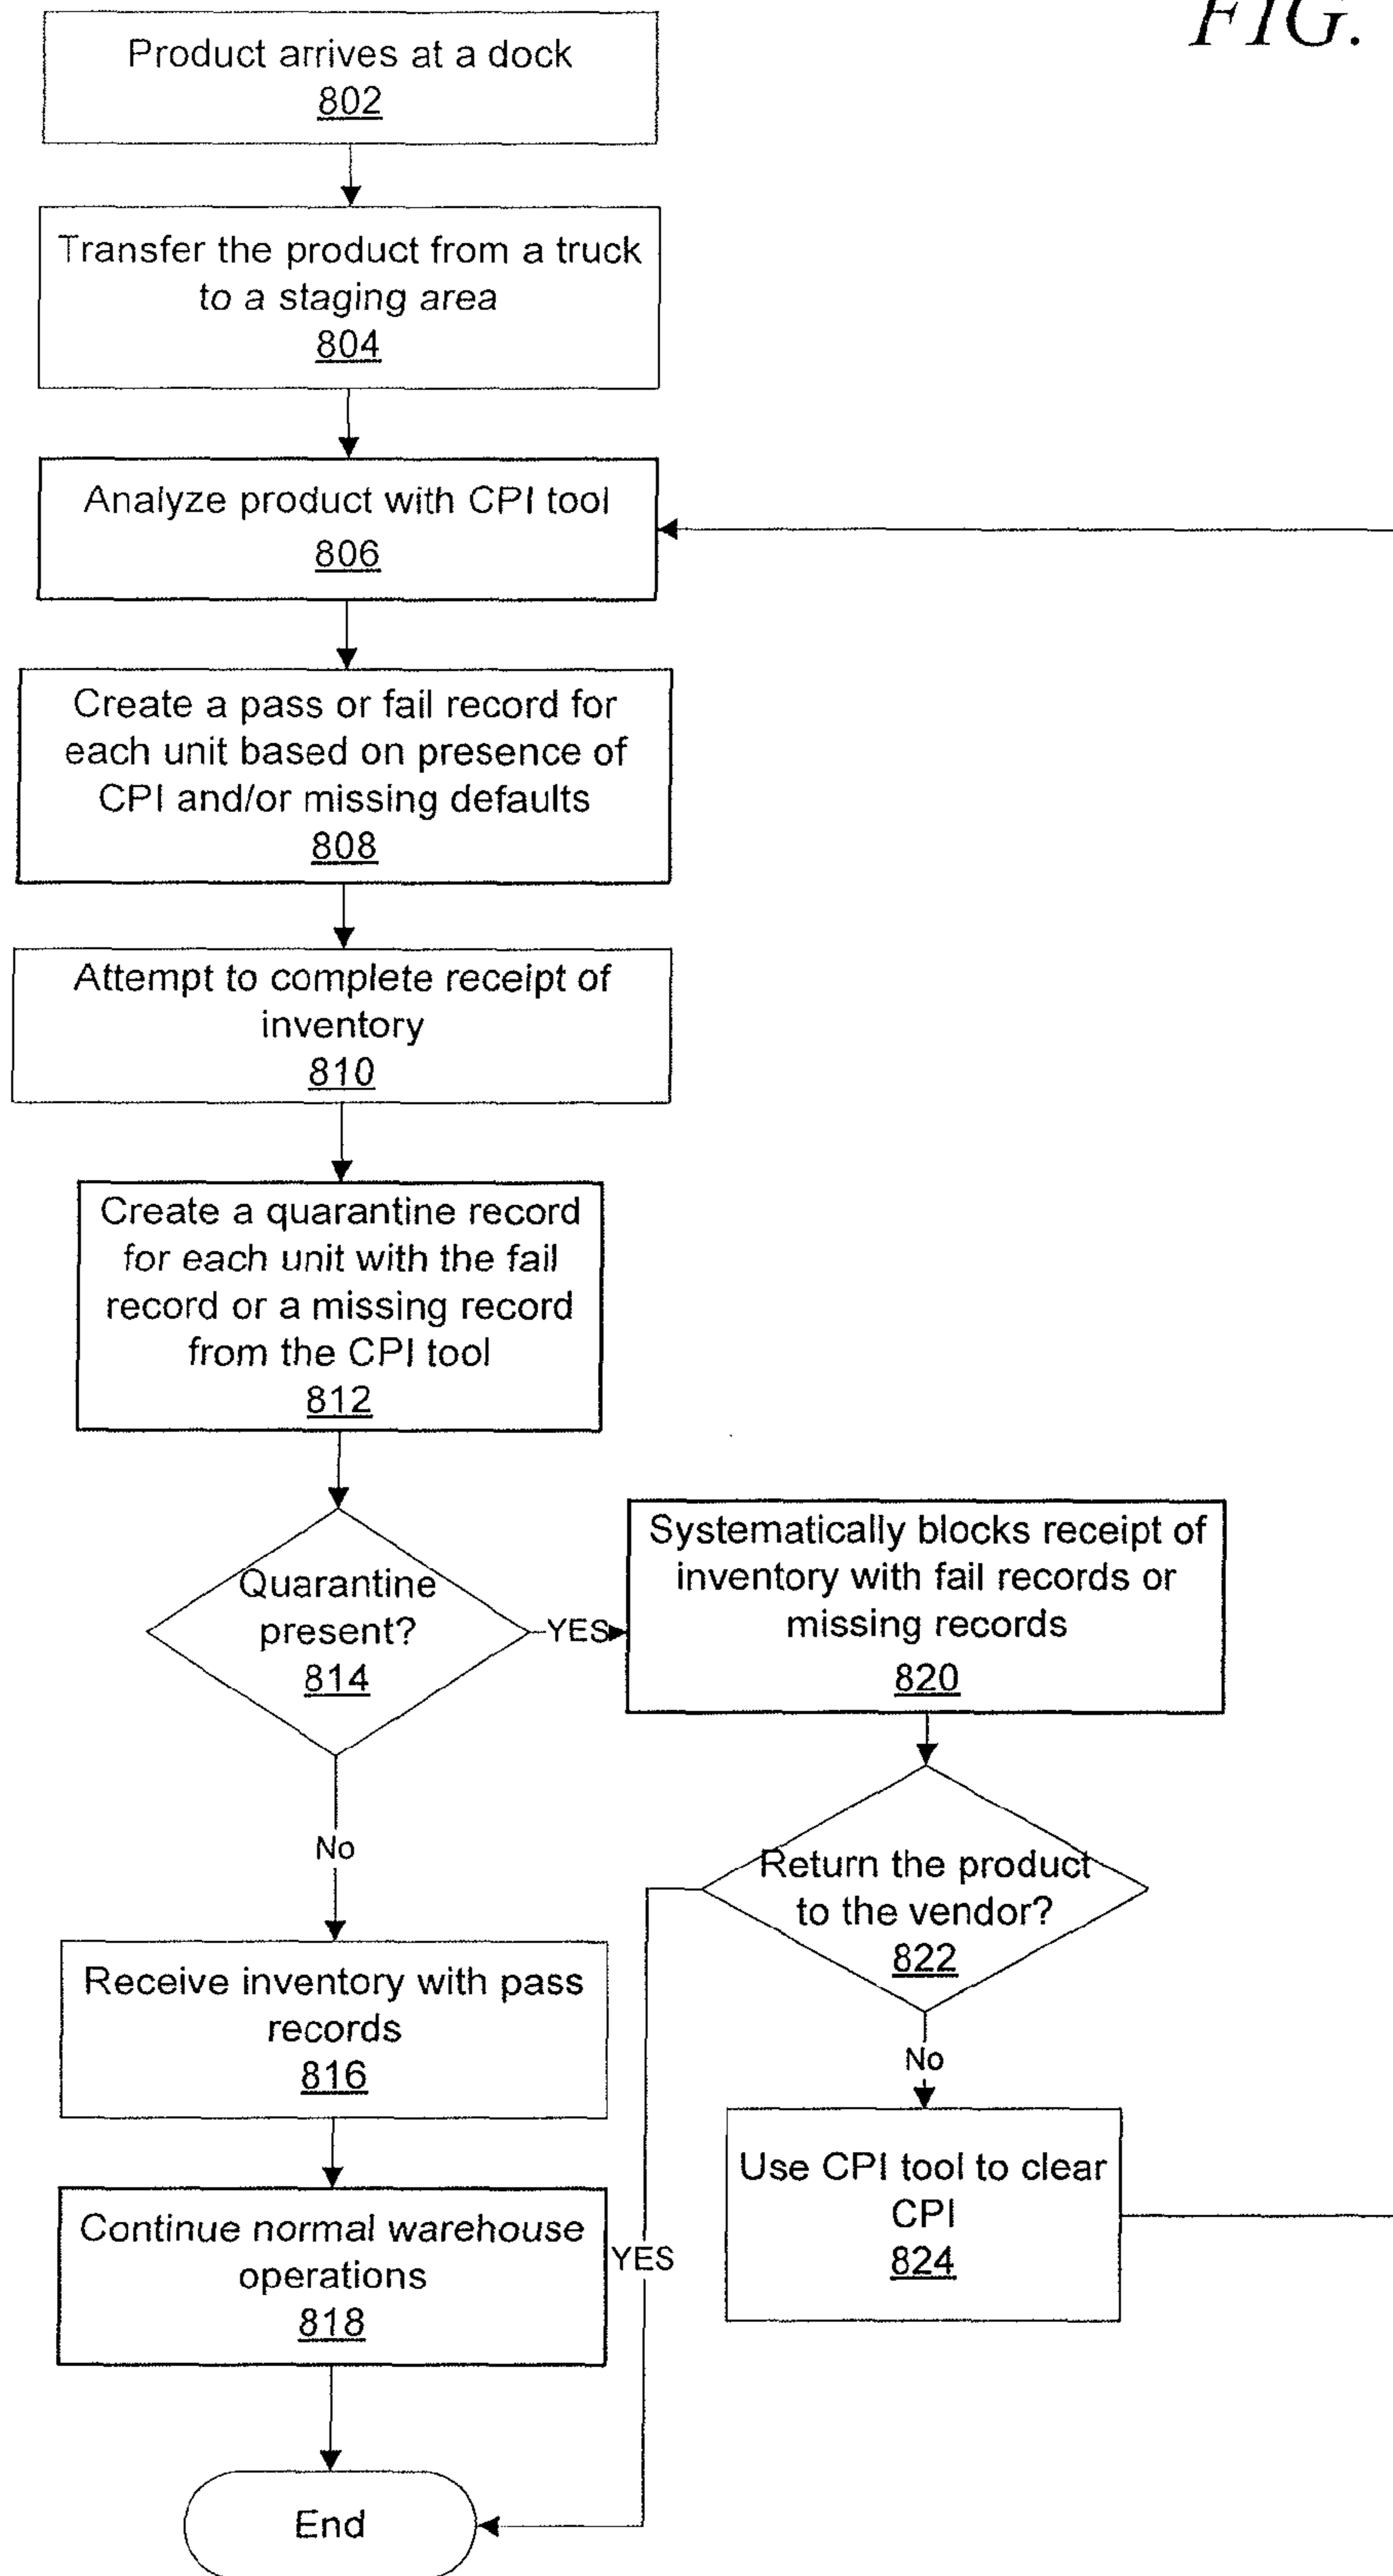 FIG.
Product arrives at a dock
802
Transfer the product from a truck
to a staging area
804
Analyze product with CPI tool
806
Create a pass or fail record for
each unit based on presence of
CPI and/or missing defaults
808
Attempt to complete receipt of
inventory
810
Create a quarantine record
for each unit with the fail
record or a missing record
from the CPI tool
812
Quarantine
present?
814
YES
Systematically blocks receipt of
inventory with fail records or
missing records
820
No
Return the product
to the vendor?
822
No
Receive inventory with pass
records
816
Use CPI tool to clear
CPI
824
Continue normal warehouse
operations
818
YES
End